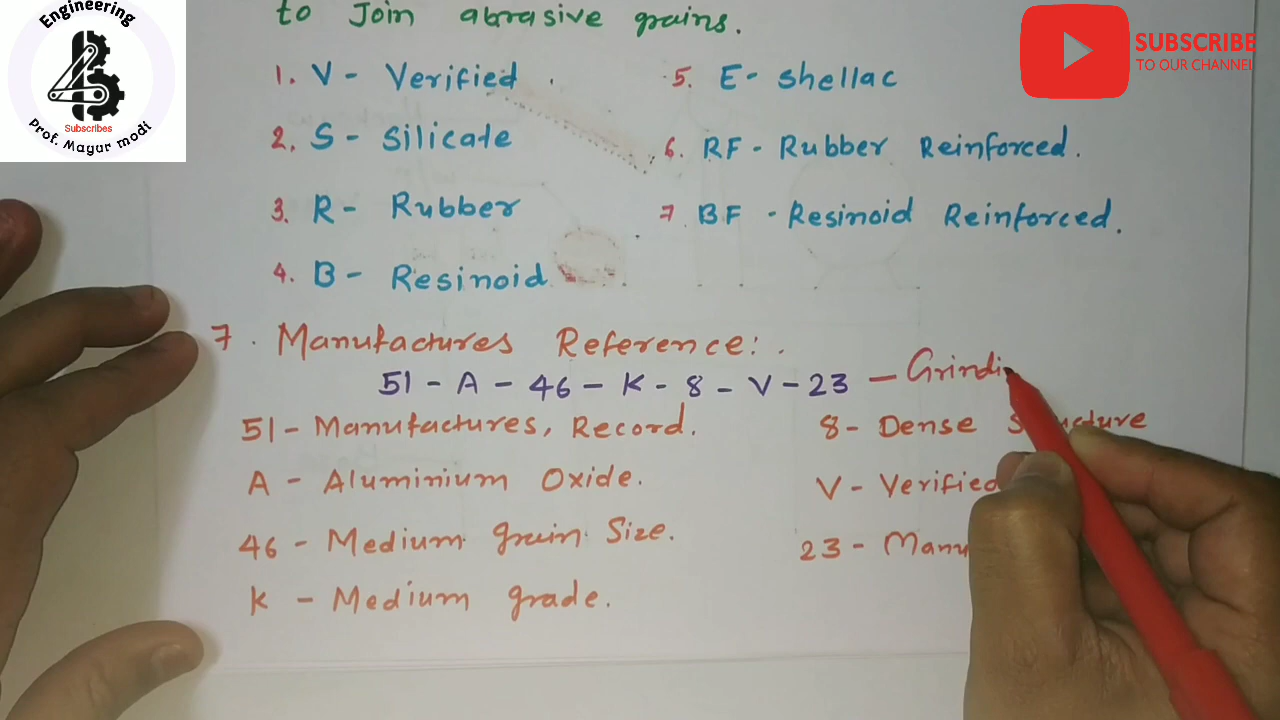 Engineering
Subscribes
Prof. Mayur modi
SUBSCRIBE
TO OUR CHANNEL
to Join abrasive grains.
1. V - Verified.
2. S - Silicate
3. R - Rubber
4. B - Resinoid
5. E - shellac
6. RF - Rubber Reinforced.
7 BF - Resinoid Reinforced.
7. Manufactures Reference:.
51 - A - 46 - K - 8 - V - 23 - Grindi
51 - Manufactures, Record.
A - Aluminium Oxide.
46 - Medium grain Size.
K - Medium grade.
8 - Dense
V - Verified
23 -